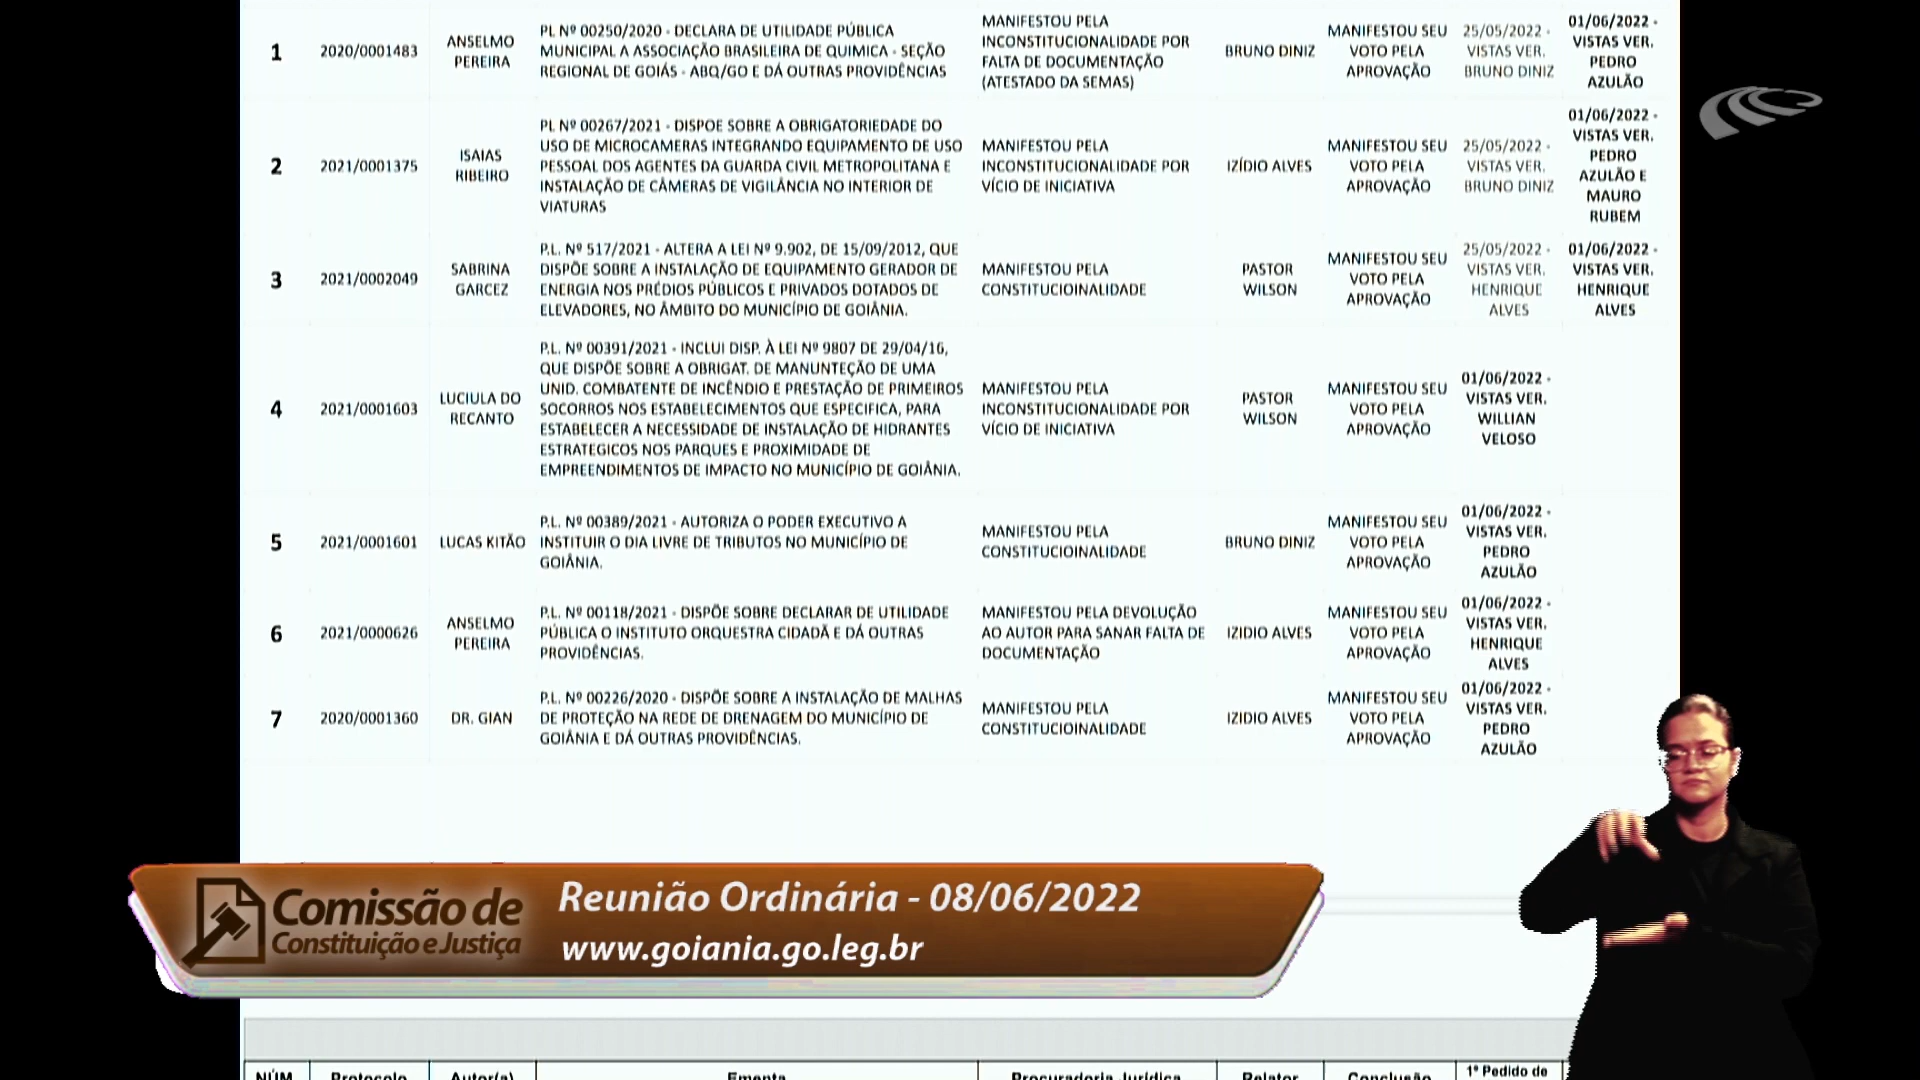 1
2020/0001483
ANSELMO
PEREIRA
PL Nº 00250/2020 - DECLARA DE UTILIDADE PÚBLICA
MUNICIPAL A ASSOCIAÇÃO BRASILEIRA DE QUIMICA - SEÇÃO
REGIONAL DE GOIÁS - ABQ/GO E DÁ OUTRAS PROVIDÊNCIAS
MANIFESTOU PELA
INCONSTITUCIONALIDADE POR
FALTA DE DOCUMENTAÇÃO
(ATESTADO DA SEMAS)
BRUNO DINIZ
MANIFESTOU SEU
VOTO PELA
APROVAÇÃO
25/05/2022 -
VISTAS VER.
BRUNO DINIZ
01/06/2022 -
VISTAS VER.
PEDRO
AZULÃO
2
2021/0001375
ISAIAS
RIBEIRO
PL Nº 00267/2021 - DISPOE SOBRE A OBRIGATORIEDADE DO
USO DE MICROCAMERAS INTEGRANDO EQUIPAMENTO DE USO
PESSOAL DOS AGENTES DA GUARDA CIVIL METROPOLITANA E
INSTALAÇÃO DE CÂMERAS DE VIGILÂNCIA NO INTERIOR DE
VIATURAS
MANIFESTOU PELA
INCONSTITUCIONALIDADE POR
VÍCIO DE INICIATIVA
IZÍDIO ALVES
MANIFESTOU SEU
VOTO PELA
APROVAÇÃO
25/05/2022 -
VISTAS VER.
BRUNO DINIZ
01/06/2022 -
VISTAS VER.
PEDRO
AZULÃO E
MAURO
RUBEM
3
2021/0002049
SABRINA
GARCEZ
P.L. Nº 517/2021 - ALTERA A LEI Nº 9.902, DE 15/09/2012, QUE
DISPÕE SOBRE A INSTALAÇÃO DE EQUIPAMENTO GERADOR DE
ENERGIA NOS PRÉDIOS PÚBLICOS E PRIVADOS DOTADOS DE
ELEVADORES, NO ÂMBITO DO MUNICÍPIO DE GOIÂNIA.
MANIFESTOU PELA
CONSTITUCIOINALIDADE
PASTOR
WILSON
MANIFESTOU SEU
VOTO PELA
APROVAÇÃO
25/05/2022 -
VISTAS VER.
HENRIQUE
ALVES
01/06/2022 -
VISTAS VER.
HENRIQUE
ALVES
4
2021/0001603
LUCIULA DO
RECANTO
P.L. Nº 00391/2021 - INCLUI DISP. À LEI Nº 9807 DE 29/04/16,
QUE DISPÕE SOBRE A OBRIGAT. DE MANUNTEÇÃO DE UMA
UNID. COMBATENTE DE INCÊNDIO E PRESTAÇÃO DE PRIMEIROS
SOCORROS NOS ESTABELECIMENTOS QUE ESPECIFICA, PARA
ESTABELECER A NECESSIDADE DE INSTALAÇÃO DE HIDRANTES
ESTRATEGICOS NOS PARQUES E PROXIMIDADE DE
EMPREENDIMENTOS DE IMPACTO NO MUNICÍPIO DE GOIÂNIA.
MANIFESTOU PELA
INCONSTITUCIONALIDADE POR
VÍCIO DE INICIATIVA
PASTOR
WILSON
MANIFESTOU SEU
VOTO PELA
APROVAÇÃO
01/06/2022 -
VISTAS VER.
WILLIAN
VELOSO
5
2021/0001601
LUCAS KITÃO
P.L. Nº 00389/2021 - AUTORIZA O PODER EXECUTIVO A
INSTITUIR O DIA LIVRE DE TRIBUTOS NO MUNICÍPIO DE
GOIÂNIA.
MANIFESTOU PELA
CONSTITUCIOINALIDADE
BRUNO DINIZ
MANIFESTOU SEU
VOTO PELA
APROVAÇÃO
01/06/2022 -
VISTAS VER.
PEDRO
AZULÃO
6
2021/0000626
ANSELMO
PEREIRA
P.L. Nº 00118/2021 - DISPÕE SOBRE DECLARAR DE UTILIDADE
PÚBLICA O INSTITUTO ORQUESTRA CIDADÃ E DÁ OUTRAS
PROVIDÊNCIAS.
MANIFESTOU PELA DEVOLUÇÃO
AO AUTOR PARA SANAR FALTA DE
DOCUMENTAÇÃO
IZIDIO ALVES
MANIFESTOU SEU
VOTO PELA
APROVAÇÃO
01/06/2022 -
VISTAS VER.
HENRIQUE
ALVES
7
2020/0001360
DR. GIAN
P.L. Nº 00226/2020 - DISPÕE SOBRE A INSTALAÇÃO DE MALHAS
DE PROTEÇÃO NA REDE DE DRENAGEM DO MUNICÍPIO DE
GOIÂNIA E DÁ OUTRAS PROVIDÊNCIAS.
MANIFESTOU PELA
CONSTITUCIOINALIDADE
IZIDIO ALVES
MANIFESTOU SEU
VOTO PELA
APROVAÇÃO
01/06/2022 -
VISTAS VER.
PEDRO
AZULÃO
Comissão de
Constituição e Justiça
Reunião Ordinária - 08/06/2022
www.goiania.go.leg.br
NÚM
Protocolo
Autor(a)
Ementa
Procuradoria Jurídica
Relator
Conclusão
1º Pedido de